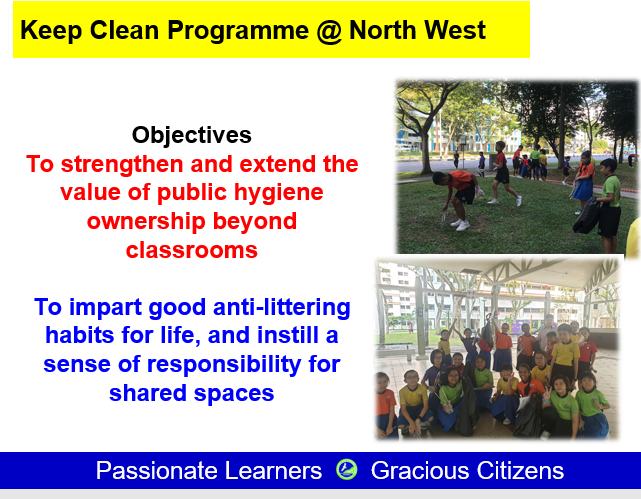 Keep Clean Programme @ North West
Objectives
To strengthen and extend the
value of public hygiene
ownership beyond
classrooms
To impart good anti-littering
habits for life, and instill a
sense of responsibility for
shared spaces
Passionate Learners Gracious Citizens